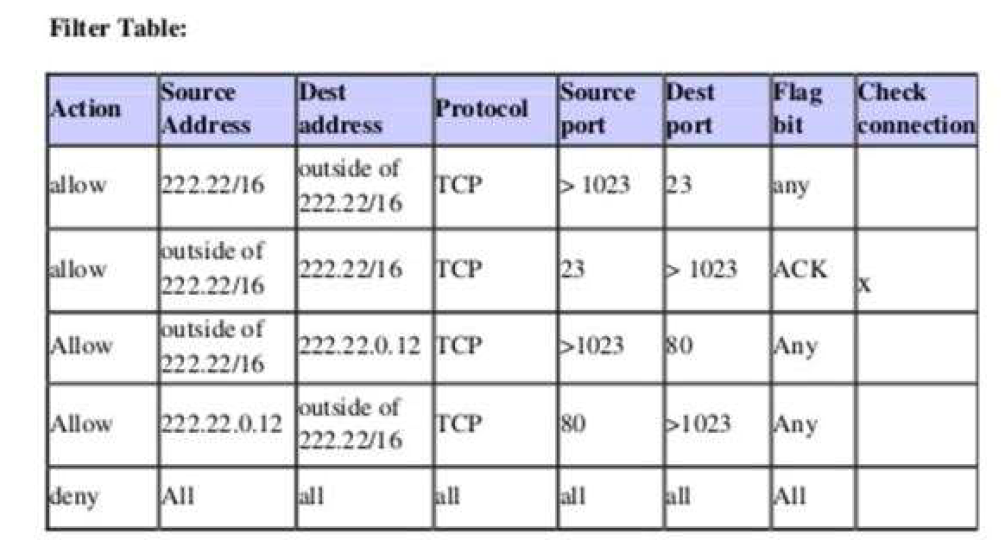 Filter Table:
Action Source Address Dest address Protocol Source port Dest port Flag bit Check connection
allow 222.22/16 outside of 222.22/16 TCP > 1023 23 any
allow outside of 222.22/16 222.22/16 TCP 23 > 1023 ACK x
Allow outside of 222.22/16 222.22.0.12 TCP >1023 80 Any
Allow 222.22.0.12 outside of 222.22/16 TCP 80 >1023 Any
deny All all all all all All